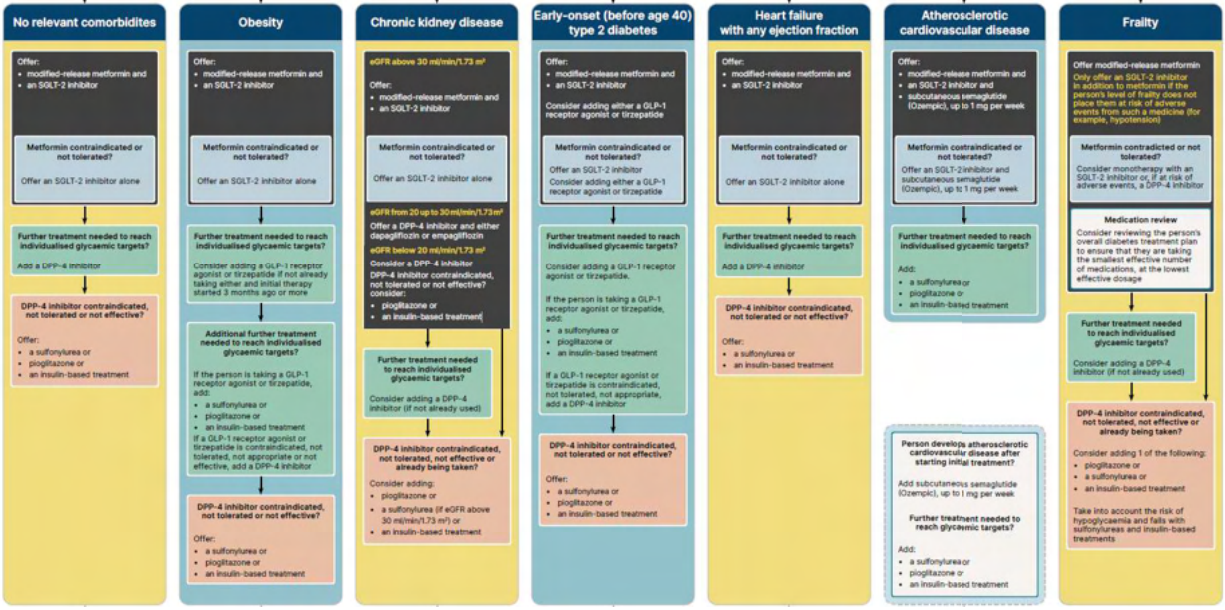 No relevant comorbidites
Offer:
• modified-release metformin and
• an SGLT-2 inhibitor
Metformin contraindicated or
not tolerated?
Offer an SGLT-2 inhibitor alone
Further treatment needed to reach
individualised glycaemic targets?
Add a DPP-4 inhibitor
DPP-4 inhibitor contraindicated,
not tolerated or not effective?
Offer:
• a sulfonylurea or
• pioglitazone or
• an insulin-based treatment
Obesity
Offer:
• modified-release metformin and
• an SGLT-2 inhibitor
Metformin contraindicated or
not tolerated?
Offer an SGLT-2 inhibitor alone
Further treatment needed to reach
individualised glycaemic targets?
Consider adding a GLP-1 receptor
agonist or tirzepatide if not already
taking either and initial therapy
started 3 months ago or more
Additional further treatment
needed to reach individualised
glycaemic targets?
If the person is taking a GLP-1
receptor agonist or tirzepatide,
add:
• a sulfonylurea or
• pioglitazone or
• an insulin-based treatment
If a GLP-1 receptor agonist or
tirzepatide is contraindicated, not
tolerated, not appropriate or not
effective, add a DPP-4 inhibitor
DPP-4 inhibitor contraindicated,
not tolerated or not effective?
Offer:
• a sulfonylurea or
• pioglitazone or
• an insulin-based treatment
Chronic kidney disease
eGFR above 30 ml/min/1.73 m²
Offer:
• modified-release metformin and
• an SGLT-2 inhibitor
Metformin contraindicated or
not tolerated?
Offer an SGLT-2 inhibitor alone
eGFR from 20 up to 30 ml/min/1.73 m²
Offer a DPP-4 inhibitor and either
dapagliflozin or empagliflozin
eGFR below 20 ml/min/1.73 m²
Consider a DPP-4 inhibitor
DPP-4 inhibitor contraindicated,
not tolerated or not effective?
consider:
• pioglitazone or
• an insulin-based treatment
Further treatment needed
to reach individualised
glycaemic targets?
Consider adding a DPP-4
inhibitor (if not already used)
DPP-4 inhibitor contraindicated,
not tolerated, not effective or
already being taken?
Consider adding:
• pioglitazone or
• a sulfonylurea (if eGFR above
30 ml/min/1.73 m²) or
• an insulin-based treatment
Early-onset (before age 40)
type 2 diabetes
Offer:
• modified-release metformin and
• an SGLT-2 inhibitor
Consider adding either a GLP-1
receptor agonist or tirzepatide
Metformin contraindicated or
not tolerated?
Offer an SGLT-2 inhibitor
Consider adding either a GLP-1
receptor agonist or tirzepatide
Further treatment needed to reach
individualised glycaemic targets?
Consider adding a GLP-1 receptor
agonist or tirzepatide.
If the person is taking a GLP-1
receptor agonist or tirzepatide,
add:
• a sulfonylurea or
• pioglitazone or
• an insulin-based treatment
If a GLP-1 receptor agonist or
tirzepatide is contraindicated,
not tolerated, not appropriate,
add a DPP-4 inhibitor
DPP-4 inhibitor contraindicated,
not tolerated or not effective?
Offer:
• a sulfonylurea or
• pioglitazone or
• an insulin-based treatment
Heart failure
with any ejection fraction
Offer:
• modified-release metformin and
• an SGLT-2 inhibitor
Metformin contraindicated or
not tolerated?
Offer an SGLT-2 inhibitor alone
Further treatment needed to reach
individualised glycaemic targets?
Add a DPP-4 inhibitor
DPP-4 inhibitor contraindicated,
not tolerated or not effective?
Offer:
• a sulfonylurea or
• pioglitazone or
• an insulin-based treatment
Atherosclerotic
cardiovascular disease
Offer:
• modified-release metformin and
• an SGLT-2 inhibitor and
• subcutaneous semaglutide
(Ozempic), up to 1 mg per week
Metformin contraindicated or
not tolerated?
Offer an SGLT-2 inhibitor and
subcutaneous semaglutide
(Ozempic), up to 1 mg per week
Further treatment needed to reach
individualised glycaemic targets?
Add:
• a sulfonylurea or
• pioglitazone or
• an insulin-based treatment
Person develops atherosclerotic
cardiovascular disease after
starting initial treatment?
Add subcutaneous semaglutide
(Ozempic), up to 1 mg per week
Further treatment needed to
reach glycaemic targets?
Add:
• a sulfonylurea or
• pioglitazone or
• an insulin-based treatment
Frailty
Offer modified-release metformin
Only offer an SGLT-2 inhibitor
in addition to metformin if the
person's level of frailty does not
place them at risk of adverse
events from such a medicine (for
example, hypotension)
Metformin contradicted or not
tolerated?
Consider monotherapy with an
SGLT-2 inhibitor or, if at risk of
adverse events, a DPP-4 inhibitor
Medication review
Consider reviewing the person's
overall diabetes treatment plan
to ensure that they are taking
the smallest effective number
of medications, at the lowest
effective dosage
Further treatment needed
to reach individualised
glycaemic targets?
Consider adding a DPP-4
inhibitor (if not already used)
DPP-4 inhibitor contraindicated,
not tolerated, not effective or
already being taken?
Consider adding 1 of the following:
• pioglitazone or
• a sulfonylurea or
• an insulin-based treatment
Take into account the risk of
hypoglycaemia and falls with
sulfonylureas and insulin-based
treatments